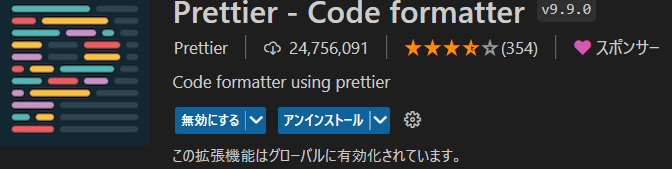 Prettier - Code formatter v9.9.0
Prettier 24,756,091 (354) スポンサー
Code formatter using prettier
無効にする アンインストール
この拡張機能はグローバルに有効化されています。